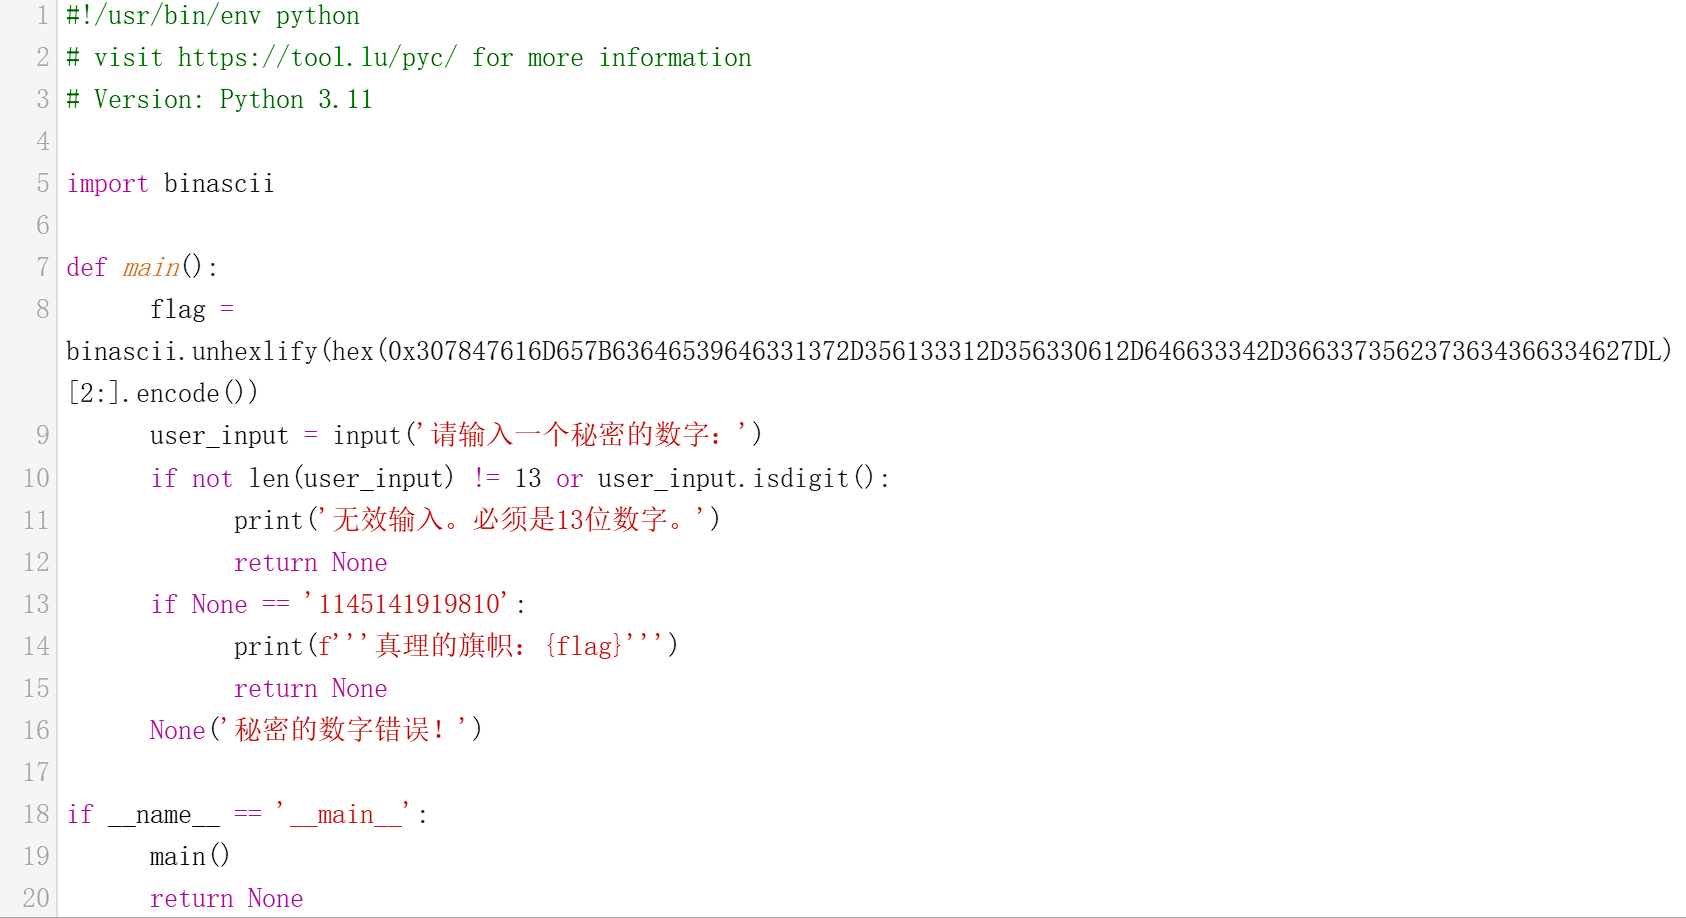 1 #!/usr/bin/env python
2 # visit https://tool.lu/pyc/ for more information
3 # Version: Python 3.11
4
5 import binascii
6
7 def main():
8 flag =
binascii.unhexlify(hex(0x307847616D657B63646539646331372D356133312D356330612D646633342D36633735623736343663346​27DL)
[2:].encode())
9 user_input = input('请输入一个秘密的数字：')
10 if not len(user_input) != 13 or user_input.isdigit():
11 print('无效输入。必须是13位数字。')
12 return None
13 if None == '1145141919810':
14 print(f'''真理的旗帜：{flag}''')
15 return None
16 None('秘密的数字错误！')
17
18 if __name__ == '__main__':
19 main()
20 return None